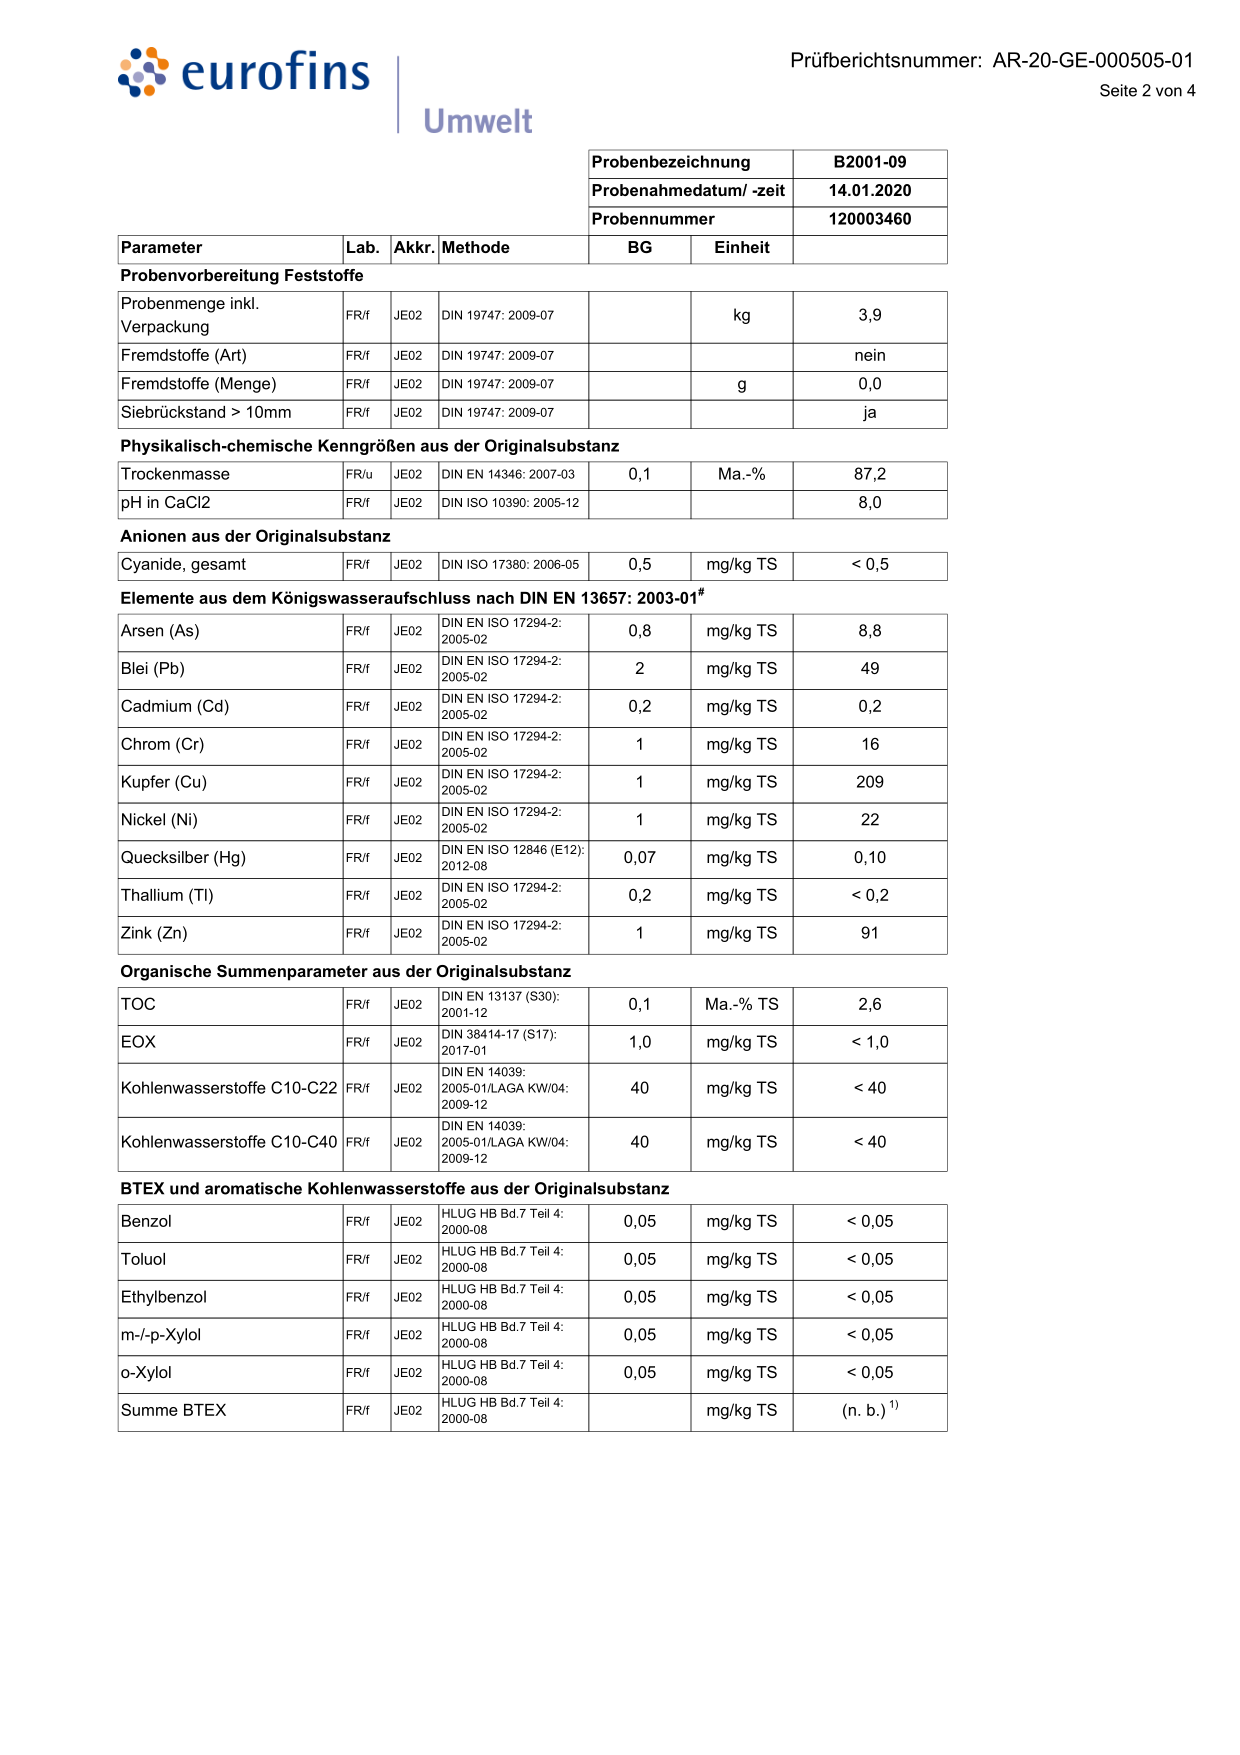 eurofins
Umwelt
Prüfberichtsnummer: AR-20-GE-000505-01
Seite 2 von 4
Probenbezeichnung B2001-09
Probenahmedatum/ -zeit 14.01.2020
Probennummer 120003460
Parameter Lab. Akkr. Methode BG Einheit
Probenvorbereitung Feststoffe
Probenmenge inkl.
Verpackung FR/f JE02 DIN 19747: 2009-07 kg 3,9
Fremdstoffe (Art) FR/f JE02 DIN 19747: 2009-07 nein
Fremdstoffe (Menge) FR/f JE02 DIN 19747: 2009-07 g 0,0
Siebrückstand > 10mm FR/f JE02 DIN 19747: 2009-07 ja
Physikalisch-chemische Kenngrößen aus der Originalsubstanz
Trockenmasse FR/u JE02 DIN EN 14346: 2007-03 0,1 Ma.-% 87,2
pH in CaCl2 FR/f JE02 DIN ISO 10390: 2005-12 8,0
Anionen aus der Originalsubstanz
Cyanide, gesamt FR/f JE02 DIN ISO 17380: 2006-05 0,5 mg/kg TS < 0,5
Elemente aus dem Königswasseraufschluss nach DIN EN 13657: 2003-01#
Arsen (As) FR/f JE02 DIN EN ISO 17294-2:
2005-02 0,8 mg/kg TS 8,8
Blei (Pb) FR/f JE02 DIN EN ISO 17294-2:
2005-02 2 mg/kg TS 49
Cadmium (Cd) FR/f JE02 DIN EN ISO 17294-2:
2005-02 0,2 mg/kg TS 0,2
Chrom (Cr) FR/f JE02 DIN EN ISO 17294-2:
2005-02 1 mg/kg TS 16
Kupfer (Cu) FR/f JE02 DIN EN ISO 17294-2:
2005-02 1 mg/kg TS 209
Nickel (Ni) FR/f JE02 DIN EN ISO 17294-2:
2005-02 1 mg/kg TS 22
Quecksilber (Hg) FR/f JE02 DIN EN ISO 12846 (E12):
2012-08 0,07 mg/kg TS 0,10
Thallium (Tl) FR/f JE02 DIN EN ISO 17294-2:
2005-02 0,2 mg/kg TS < 0,2
Zink (Zn) FR/f JE02 DIN EN ISO 17294-2:
2005-02 1 mg/kg TS 91
Organische Summenparameter aus der Originalsubstanz
TOC FR/f JE02 DIN EN 13137 (S30):
2001-12 0,1 Ma.-% TS 2,6
EOX FR/f JE02 DIN 38414-17 (S17):
2017-01 1,0 mg/kg TS < 1,0
Kohlenwasserstoffe C10-C22 FR/f JE02 DIN EN 14039:
2005-01/LAGA KW/04:
2009-12 40 mg/kg TS < 40
Kohlenwasserstoffe C10-C40 FR/f JE02 DIN EN 14039:
2005-01/LAGA KW/04:
2009-12 40 mg/kg TS < 40
BTEX und aromatische Kohlenwasserstoffe aus der Originalsubstanz
Benzol FR/f JE02 HLUG HB Bd.7 Teil 4:
2000-08 0,05 mg/kg TS < 0,05
Toluol FR/f JE02 HLUG HB Bd.7 Teil 4:
2000-08 0,05 mg/kg TS < 0,05
Ethylbenzol FR/f JE02 HLUG HB Bd.7 Teil 4:
2000-08 0,05 mg/kg TS < 0,05
m-/-p-Xylol FR/f JE02 HLUG HB Bd.7 Teil 4:
2000-08 0,05 mg/kg TS < 0,05
o-Xylol FR/f JE02 HLUG HB Bd.7 Teil 4:
2000-08 0,05 mg/kg TS < 0,05
Summe BTEX FR/f JE02 HLUG HB Bd.7 Teil 4:
2000-08 mg/kg TS (n. b.) 1)